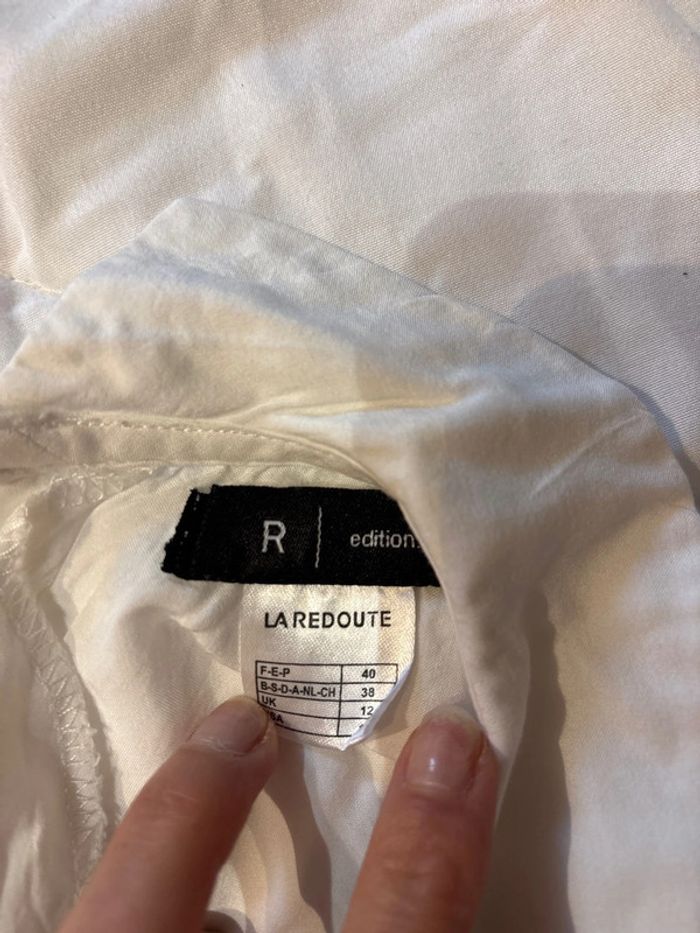 R | edition
LA REDOUTE
F-E-P 40
B-S-D-A-NL-CH 38
UK 12